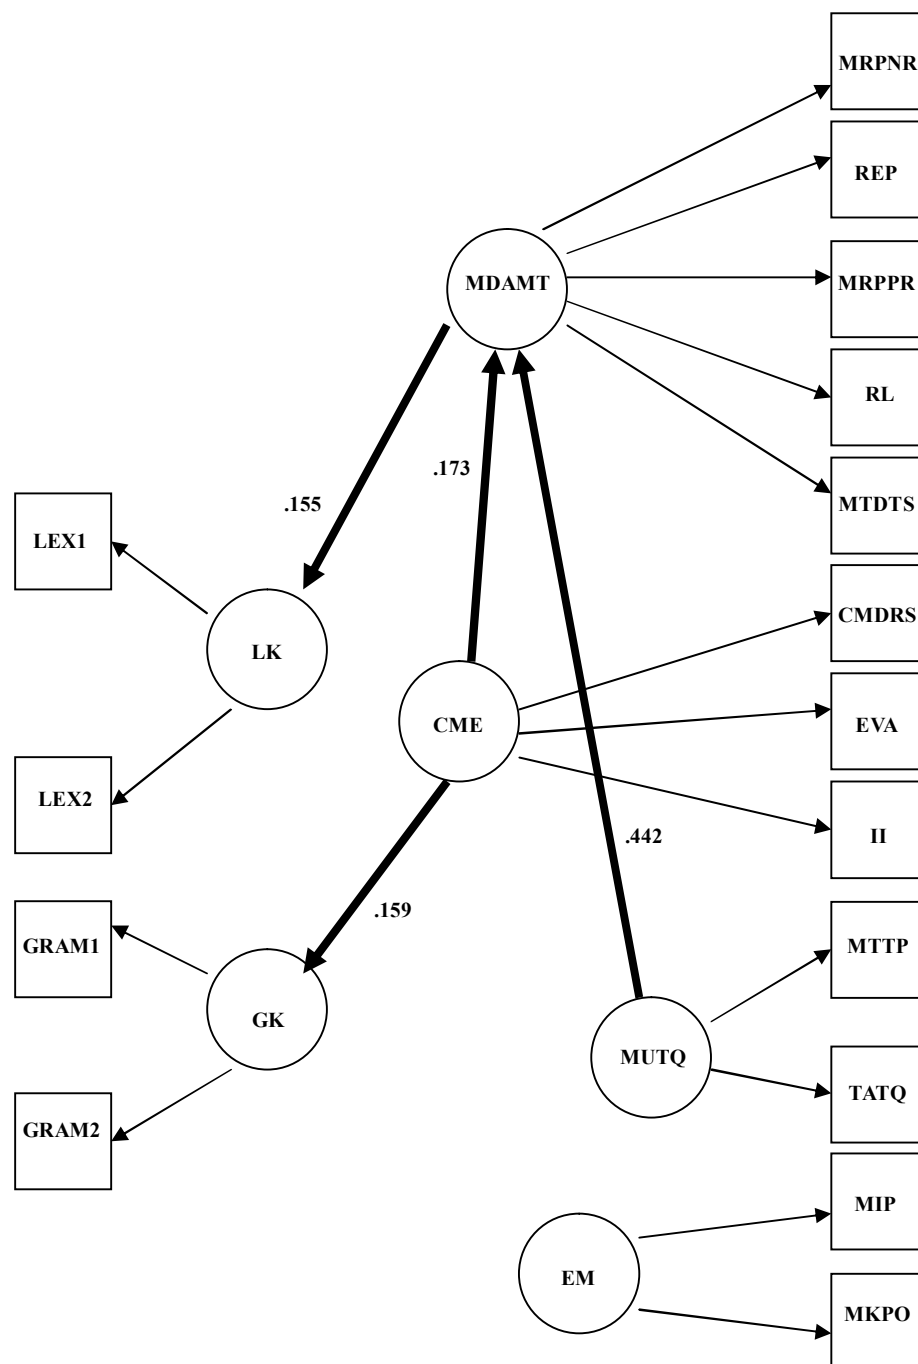 MRPNR
REP
MDAMT
MRPPR
RL
.173
.155
MTDTS
LEX1
CMDRS
LK
CME
EVA
LEX2
.442
II
.159
GRAM1
MTTP
GK
MUTQ
TATQ
GRAM2
MIP
EM
MKPO